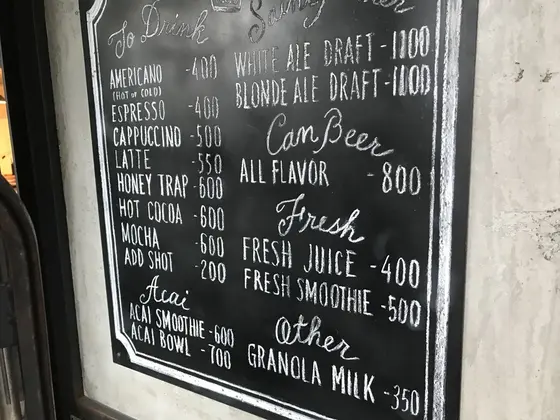 To Drink
AMERICANO -400
(HOT or COLD)
ESPRESSO -400
CAPPUCCINO -500
LATTE -550
HONEY TRAP -600
HOT COCOA -600
MOCHA -600
ADD SHOT -200
Acai
ACAI SMOOTHIE -600
ACAI BOWL -700
WHITE ALE DRAFT -1100
BLONDE ALE DRAFT -1100
Can Beer
ALL FLAVOR -800
Fresh
FRESH JUICE -400
FRESH SMOOTHIE -500
Other
GRANOLA MILK -350